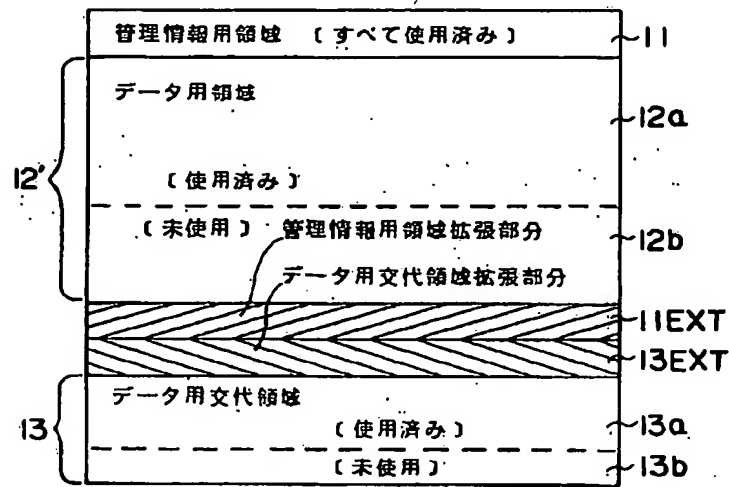 管理情報用領域 〔すべて使用済み〕 11
データ用領域 12a
12'
〔使用済み〕
〔未使用〕 管理情報用領域拡張部分 12b
データ用交代領域拡張部分
11EXT
13EXT
データ用交代領域
13 〔使用済み〕 13a
〔未使用〕 13b